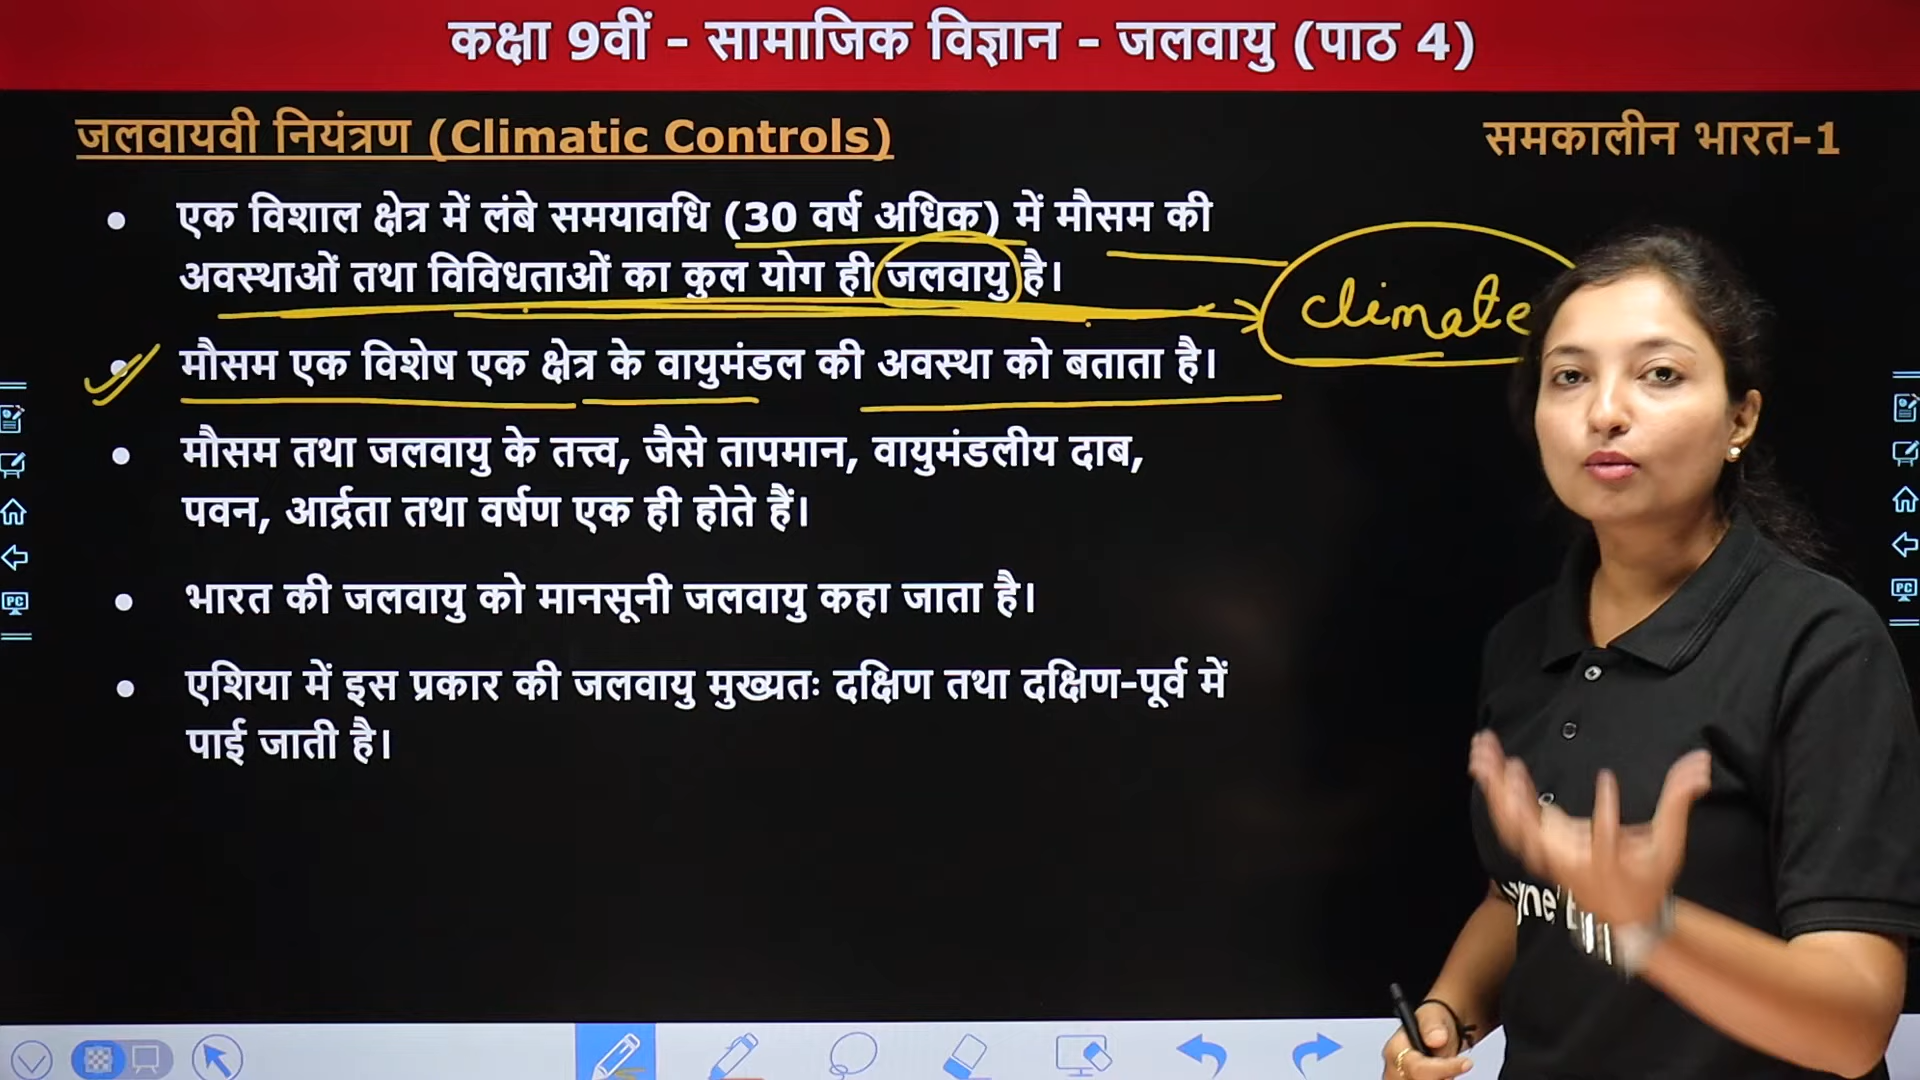 कक्षा 9वीं - सामाजिक विज्ञान - जलवायु (पाठ 4)
जलवायवी नियंत्रण (Climatic Controls)
समकालीन भारत-1
• एक विशाल क्षेत्र में लंबे समयावधि (30 वर्ष अधिक) में मौसम की
अवस्थाओं तथा विविधताओं का कुल योग ही जलवायु है।
climate
• मौसम एक विशेष एक क्षेत्र के वायुमंडल की अवस्था को बताता है।
• मौसम तथा जलवायु के तत्त्व, जैसे तापमान, वायुमंडलीय दाब,
पवन, आर्द्रता तथा वर्षण एक ही होते हैं।
• भारत की जलवायु को मानसूनी जलवायु कहा जाता है।
• एशिया में इस प्रकार की जलवायु मुख्यतः दक्षिण तथा दक्षिण-पूर्व में
पाई जाती है।
PC
PC